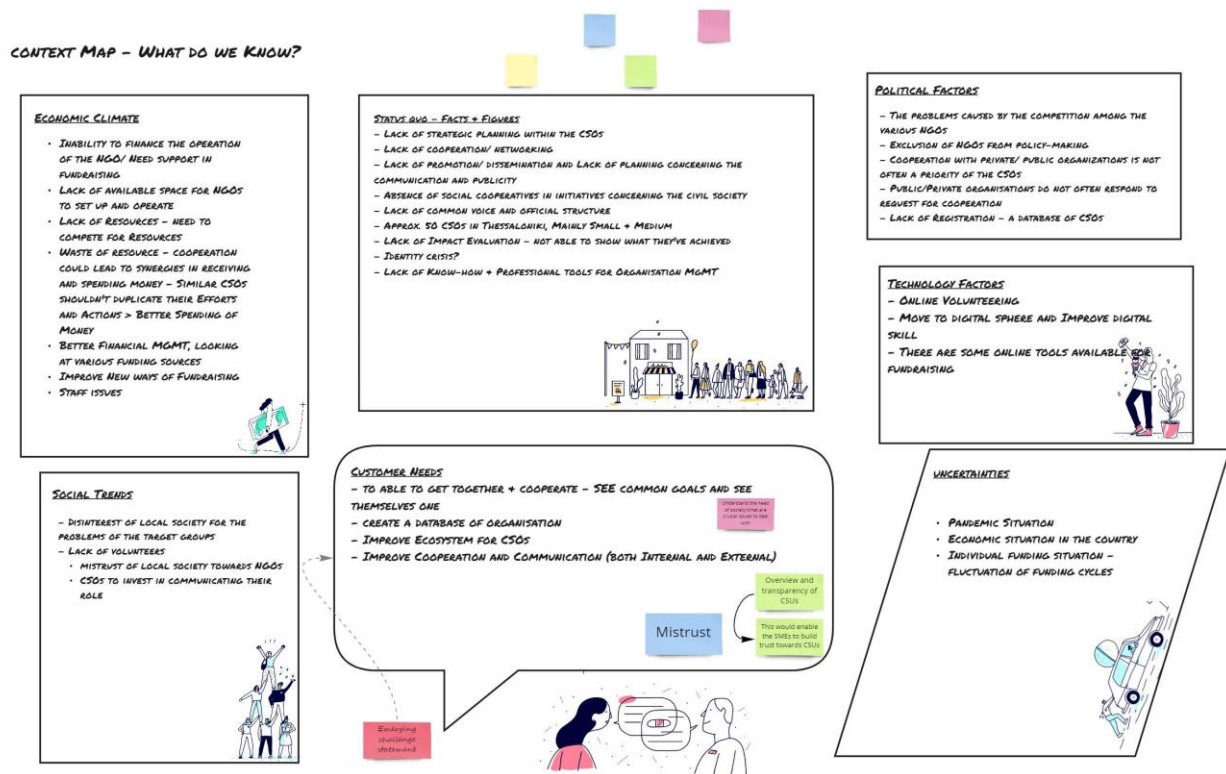 CONTEXT MAP - WHAT DO WE KNOW?
ECONOMIC CLIMATE
• INABILITY TO FINANCE THE OPERATION
OF THE NGO/ NEED SUPPORT IN
FUNDRAISING
• LACK OF AVAILABLE SPACE FOR NGOS
TO SET UP AND OPERATE
• LACK OF RESOURCES - NEED TO
COMPETE FOR RESOURCES
• WASTE OF RESOURCE - COOPERATION
COULD LEAD TO SYNERGIES IN RECEIVING
AND SPENDING MONEY - SIMILAR CSOS
SHOULDN'T DUPLICATE THEIR EFFORTS
AND ACTIONS > BETTER SPENDING OF
MONEY
• BETTER FINANCIAL MGMT, LOOKING
AT VARIOUS FUNDING SOURCES
• IMPROVE NEW WAYS OF FUNDRAISING
• STAFF ISSUES
STATUS QUO - FACTS + FIGURES
- LACK OF STRATEGIC PLANNING WITHIN THE CSOS
- LACK OF COOPERATION/ NETWORKING
- LACK OF PROMOTION/ DISSEMINATION AND LACK OF PLANNING CONCERNING THE
COMMUNICATION AND PUBLICITY
- ABSENCE OF SOCIAL COOPERATIVES IN INITIATIVES CONCERNING THE CIVIL SOCIETY
- LACK OF COMMON VOICE AND OFFICIAL STRUCTURE
- APPROX. 50 CSOS IN THESSALONIKI, MAINLY SMALL + MEDIUM
- LACK OF IMPACT EVALUATION - NOT ABLE TO SHOW WHAT THEY'VE ACHIEVED
- IDENTITY CRISIS?
- LACK OF KNOW-HOW + PROFESSIONAL TOOLS FOR ORGANISATION MGMT
POLITICAL FACTORS
- THE PROBLEMS CAUSED BY THE COMPETITION AMONG THE
VARIOUS NGOS
- EXCLUSION OF NGOS FROM POLICY-MAKING
- COOPERATION WITH PRIVATE/ PUBLIC ORGANIZATIONS IS NOT
OFTEN A PRIORITY OF THE CSOS
- PUBLIC/PRIVATE ORGANISATIONS DO NOT OFTEN RESPOND TO
REQUEST FOR COOPERATION
- LACK OF REGISTRATION - A DATABASE OF CSOS
TECHNOLOGY FACTORS
- ONLINE VOLUNTEERING
- MOVE TO DIGITAL SPHERE AND IMPROVE DIGITAL
SKILL
- THERE ARE SOME ONLINE TOOLS AVAILABLE FOR
FUNDRAISING
SOCIAL TRENDS
- DISINTEREST OF LOCAL SOCIETY FOR THE
PROBLEMS OF THE TARGET GROUPS
- LACK OF VOLUNTEERS
• MISTRUST OF LOCAL SOCIETY TOWARDS NGOS
• CSOS TO INVEST IN COMMUNICATING THEIR
ROLE
CUSTOMER NEEDS
- TO ABLE TO GET TOGETHER + COOPERATE - SEE COMMON GOALS AND SEE
THEMSELVES ONE
- CREATE A DATABASE OF ORGANISATION
- IMPROVE ECOSYSTEM FOR CSOS
- IMPROVE COOPERATION AND COMMUNICATION (BOTH INTERNAL AND EXTERNAL)
Understand the need
of society/what are
crucial issues to deal
with
Mistrust
Overview and
transparency of
CSUs
This would enable
the SMEs to build
trust towards CSUs
Emerging
challenge
statement
UNCERTAINTIES
• PANDEMIC SITUATION
• ECONOMIC SITUATION IN THE COUNTRY
• INDIVIDUAL FUNDING SITUATION -
FLUCTUATION OF FUNDING CYCLES